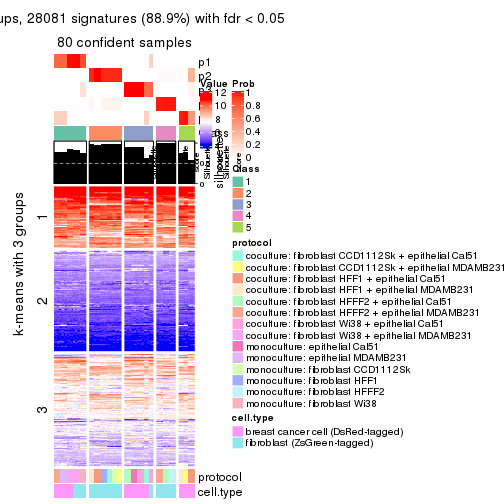 ups, 28081 signatures (88.9%) with fdr < 0.05
80 confident samples
p1
p2
Value
12
10
8
6
Prob
1
0.8
0.6
0.4
0.2
0
Silhouette
score
0
Class
1
2
3
4
5
k-means with 3 groups
1
2
3
protocol
coculture: fibroblast CCD1112Sk + epithelial Cal51
coculture: fibroblast CCD1112Sk + epithelial MDAMB231
coculture: fibroblast HFF1 + epithelial Cal51
coculture: fibroblast HFF1 + epithelial MDAMB231
coculture: fibroblast HFFF2 + epithelial Cal51
coculture: fibroblast HFFF2 + epithelial MDAMB231
coculture: fibroblast Wi38 + epithelial Cal51
coculture: fibroblast Wi38 + epithelial MDAMB231
monoculture: epithelial Cal51
monoculture: epithelial MDAMB231
monoculture: fibroblast CCD1112Sk
monoculture: fibroblast HFF1
monoculture: fibroblast HFFF2
monoculture: fibroblast Wi38
cell.type
breast cancer cell (DsRed-tagged)
fibroblast (ZsGreen-tagged)
protocol
cell.type